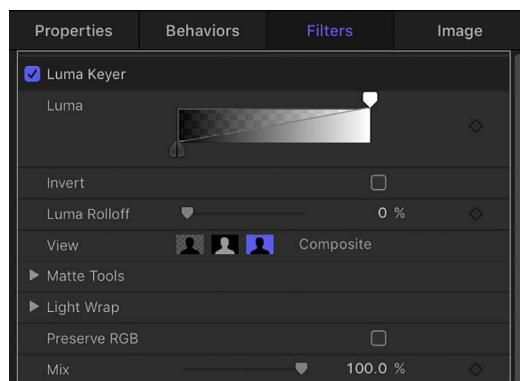 Properties Behaviors Filters Image
Luma Keyer
Luma
Invert
Luma Rolloff 0 %
View Composite
Matte Tools
Light Wrap
Preserve RGB
Mix 100.0 %